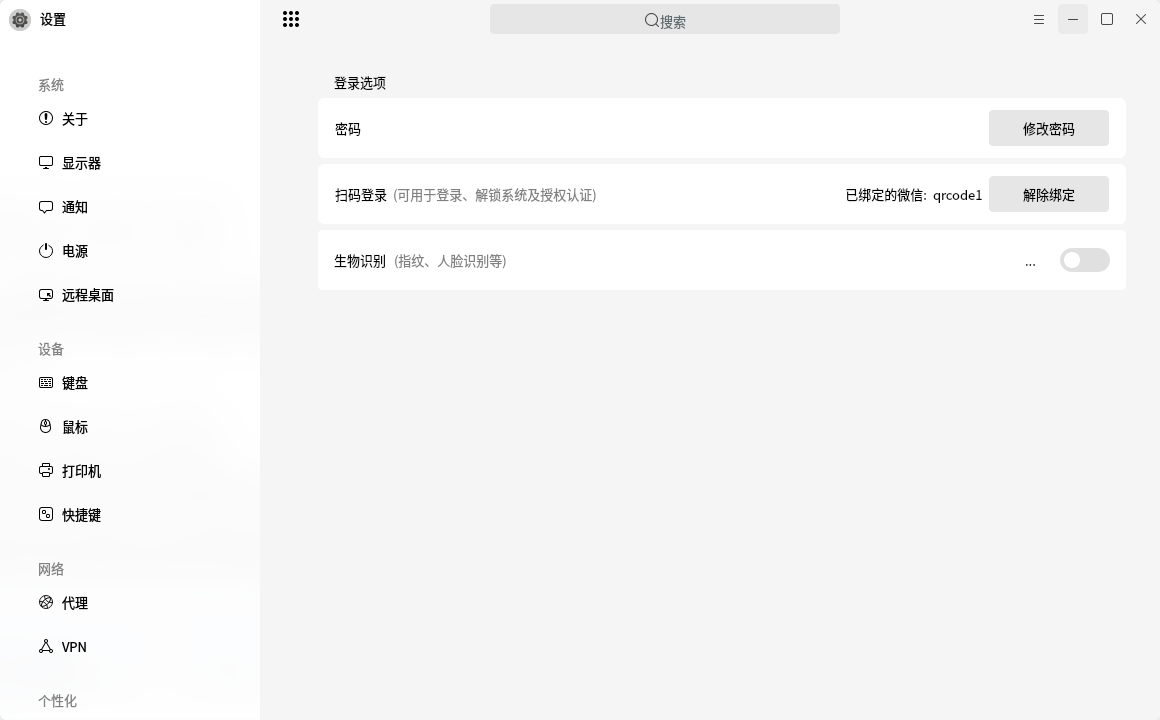 设置
搜索
系统
关于
显示器
通知
电源
远程桌面
设备
键盘
鼠标
打印机
快捷键
网络
代理
VPN
个性化
登录选项
密码 修改密码
扫码登录 (可用于登录、解锁系统及授权认证) 已绑定的微信: qrcode1 解除绑定
生物识别 (指纹、人脸识别等) ...